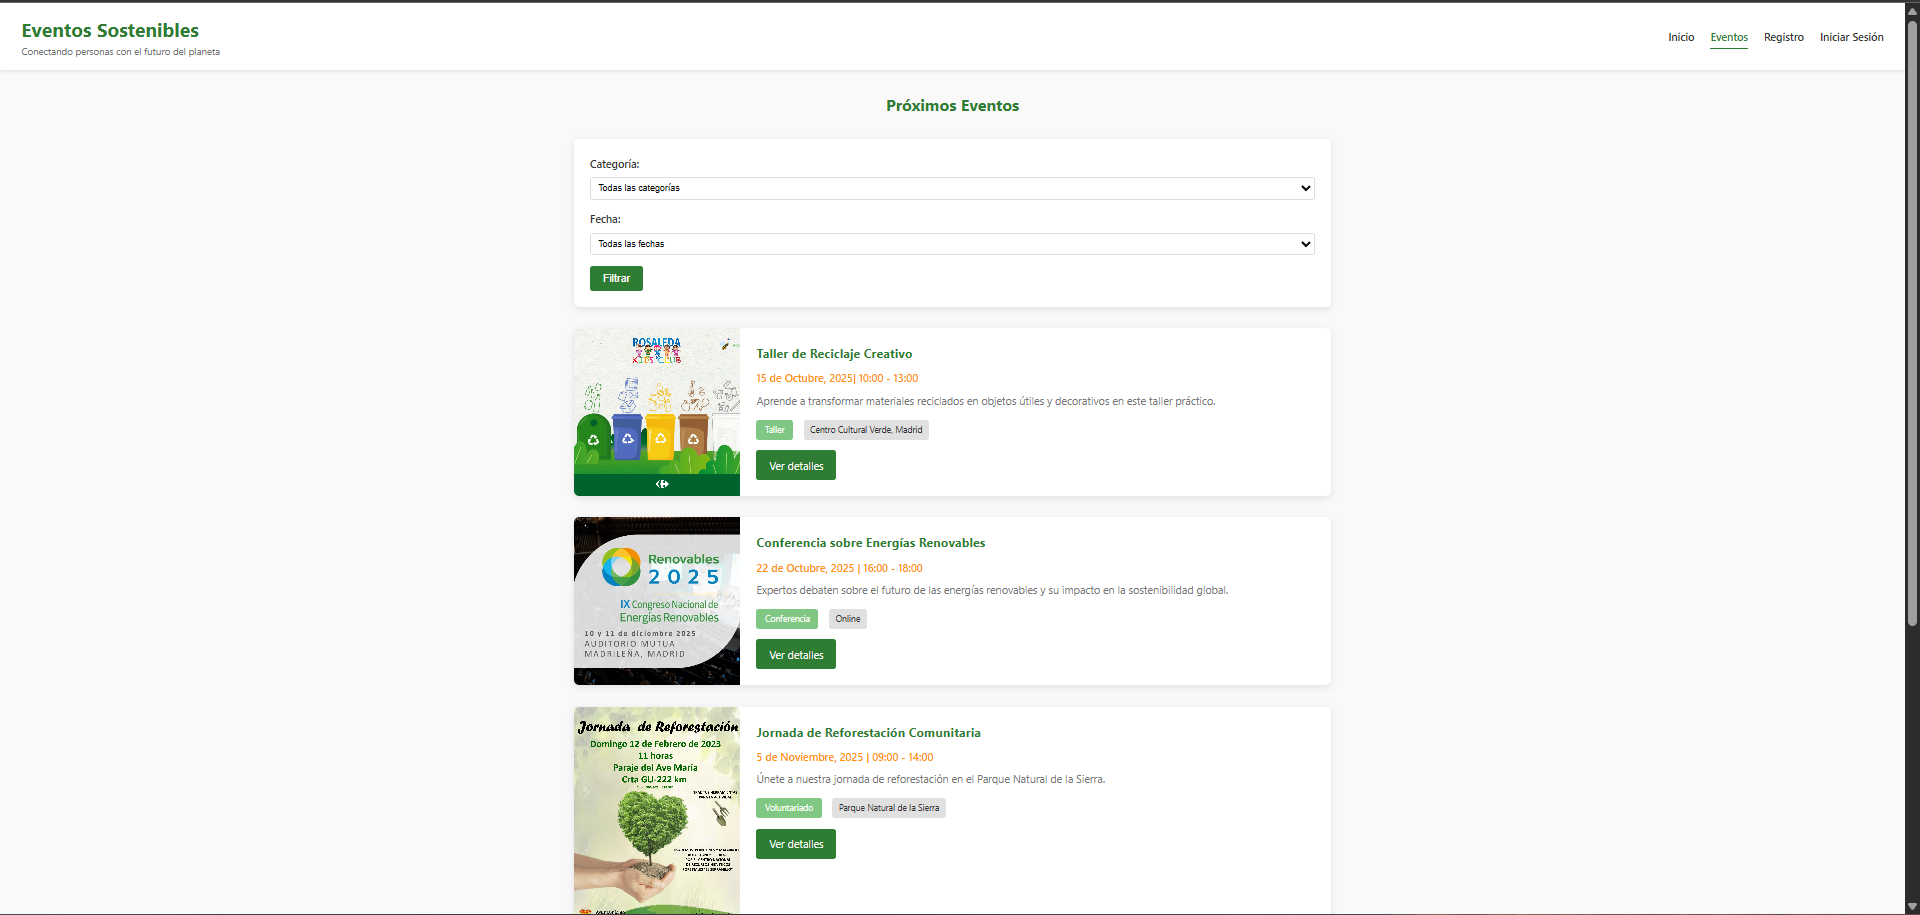 Eventos Sostenibles
Conectando personas con el futuro del planeta
Inicio
Eventos
Registro
Iniciar Sesión
Próximos Eventos
Categoría:
Todas las categorías
Fecha:
Todas las fechas
Filtrar
ROSALEDA
KIDS CLUB
Taller de Reciclaje Creativo
15 de Octubre, 2025| 10:00 - 13:00
Aprende a transformar materiales reciclados en objetos útiles y decorativos en este taller práctico.
Taller
Centro Cultural Verde, Madrid
Ver detalles
Renovables
2025
IX Congreso Nacional de
Energías Renovables
10 y 11 de diciembre 2025
AUDITORIO MUTUA
MADRILEÑA, MADRID
Conferencia sobre Energías Renovables
22 de Octubre, 2025 | 16:00 - 18:00
Expertos debaten sobre el futuro de las energías renovables y su impacto en la sostenibilidad global.
Conferencia
Online
Ver detalles
Jornada de Reforestación
Domingo 12 de Febrero de 2023
11 horas
Paraje del Ave María
Crta GU-222 km
Jornada de Reforestación Comunitaria
5 de Noviembre, 2025 | 09:00 - 14:00
Únete a nuestra jornada de reforestación en el Parque Natural de la Sierra.
Voluntariado
Parque Natural de la Sierra
Ver detalles